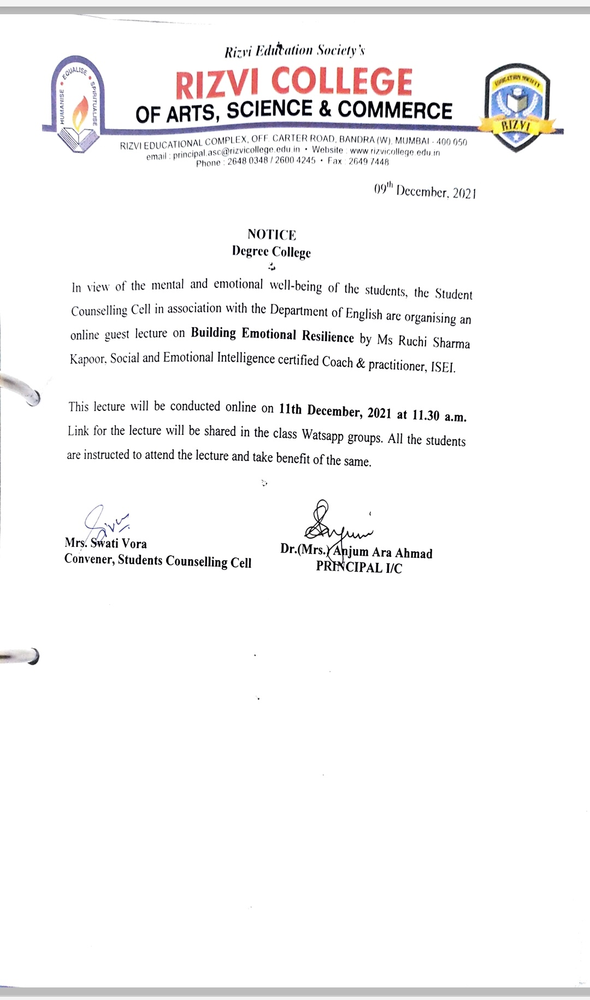 Rizvi Education Society's
HUMANISE • EQUALISE • SPIRITUALISE
RIZVI COLLEGE
OF ARTS, SCIENCE & COMMERCE
EDUCATION SOCIETY
RIZVI
RIZVI EDUCATIONAL COMPLEX, OFF. CARTER ROAD, BANDRA (W), MUMBAI - 400 050
email : principal.asc@rizvicollege.edu.in • Website : www.rizvicollege.edu.in
Phone : 2648 0348 / 2600 4245 • Fax : 2649 7448
09th December, 2021
NOTICE
Degree College
In view of the mental and emotional well-being of the students, the Student
Counselling Cell in association with the Department of English are organising an
online guest lecture on Building Emotional Resilience by Ms Ruchi Sharma
Kapoor, Social and Emotional Intelligence certified Coach & practitioner, ISEI.
This lecture will be conducted online on 11th December, 2021 at 11.30 a.m.
Link for the lecture will be shared in the class Watsapp groups. All the students
are instructed to attend the lecture and take benefit of the same.
Mrs. Swati Vora
Convener, Students Counselling Cell
Dr.(Mrs.) Anjum Ara Ahmad
PRINCIPAL I/C